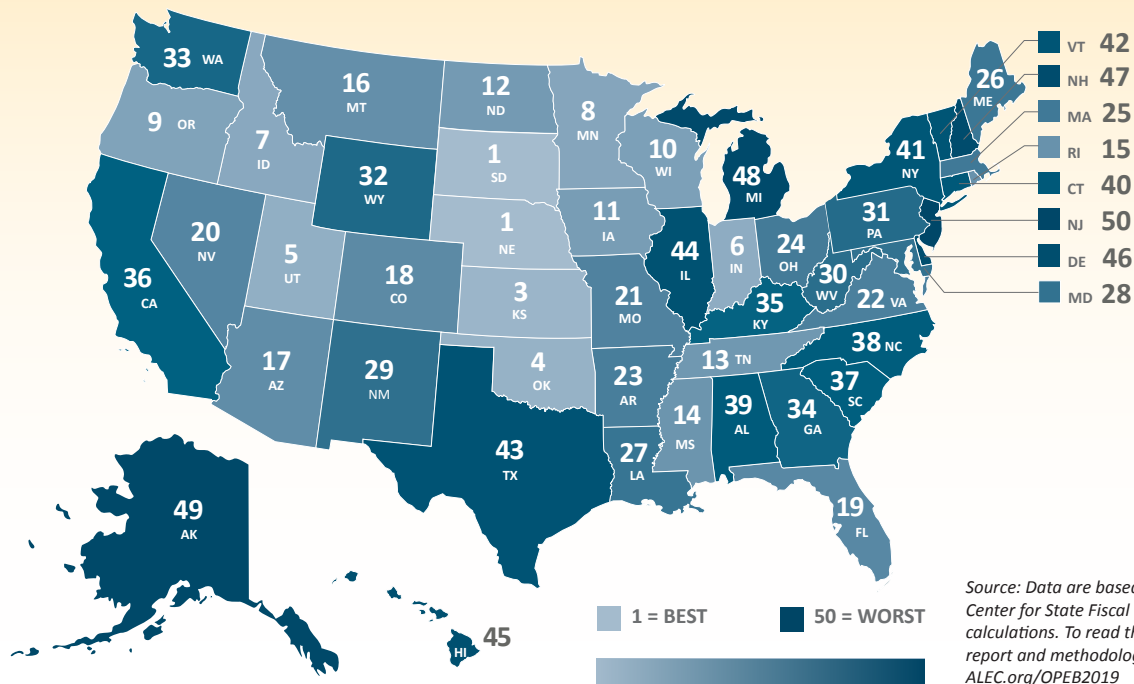 33 WA
16
MT
12
ND
8
MN
26
ME
VT 42
NH 47
MA 25
RI 15
CT 40
NJ 50
DE 46
MD 28
9 OR
7
ID
1
SD
10
WI
48
MI
41
NY
32
WY
1
NE
11
IA
31
PA
20
NV
5
UT
18
CO
44
IL
6
IN
24
OH
30
WV
22 VA
36
CA
3
KS
21
MO
35
KY
38 NC
17
AZ
29
NM
4
OK
23
AR
13 TN
37
SC
14
MS
39
AL
34
GA
43
TX
27
LA
19
FL
49
AK
45
HI
1 = BEST
50 = WORST
Source: Data are based
Center for State Fiscal
calculations. To read th
report and methodolog
ALEC.org/OPEB2019